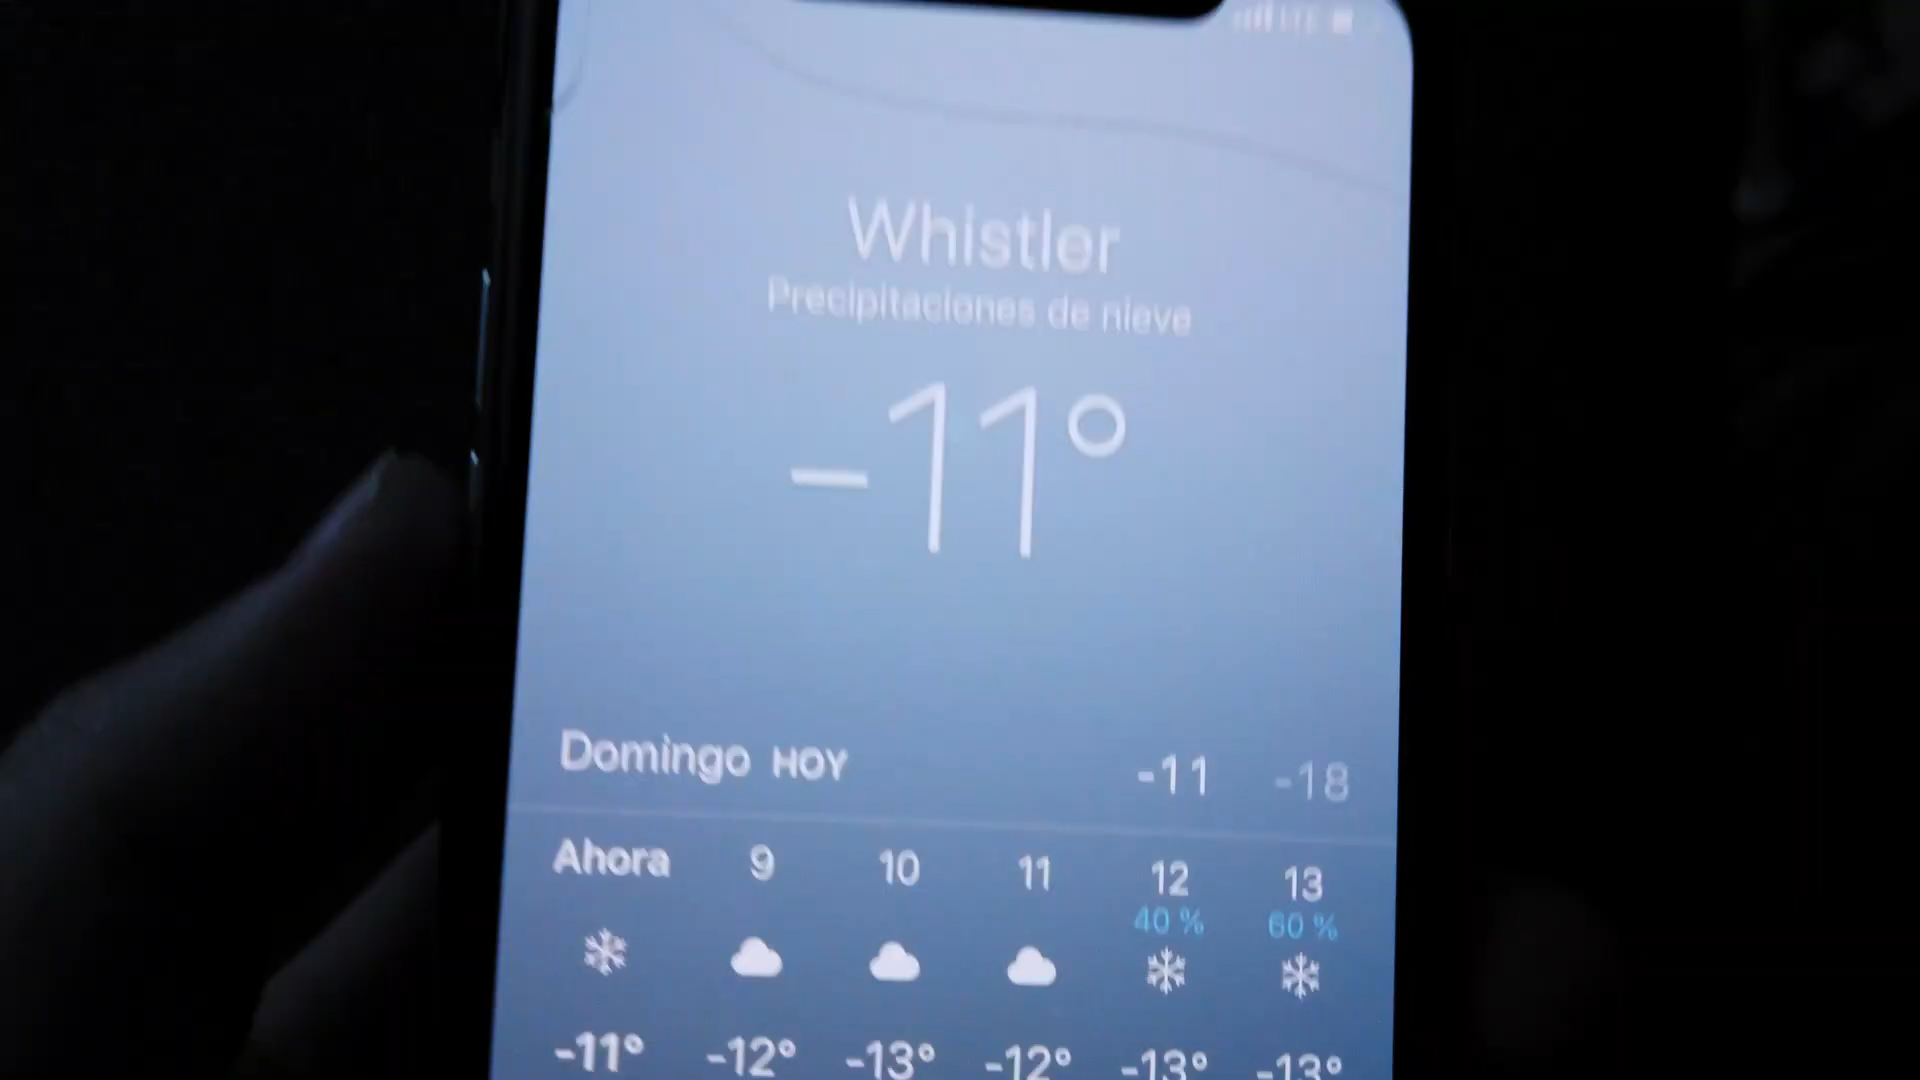 Whistler
Precipitaciones de nieve
-11°
Domingo HOY -11 -18
Ahora 9 10 11 12 13
40 % 60 %
-11° -12° -13° -12° -13° -13°